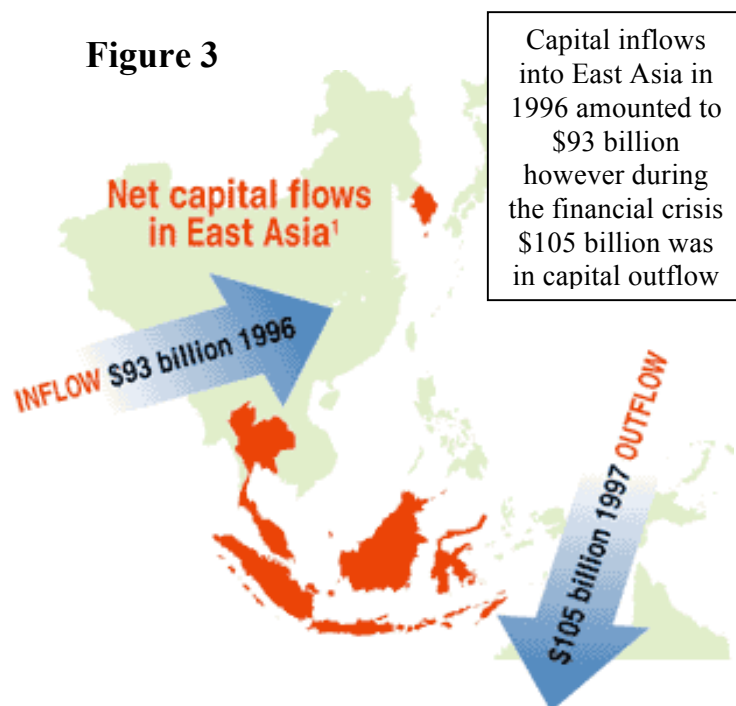 Figure 3
Capital inflows
into East Asia in
1996 amounted to
$93 billion
however during
the financial crisis
$105 billion was
in capital outflow
Net capital flows
in East Asia¹
INFLOW $93 billion 1996
$105 billion 1997 OUTFLOW